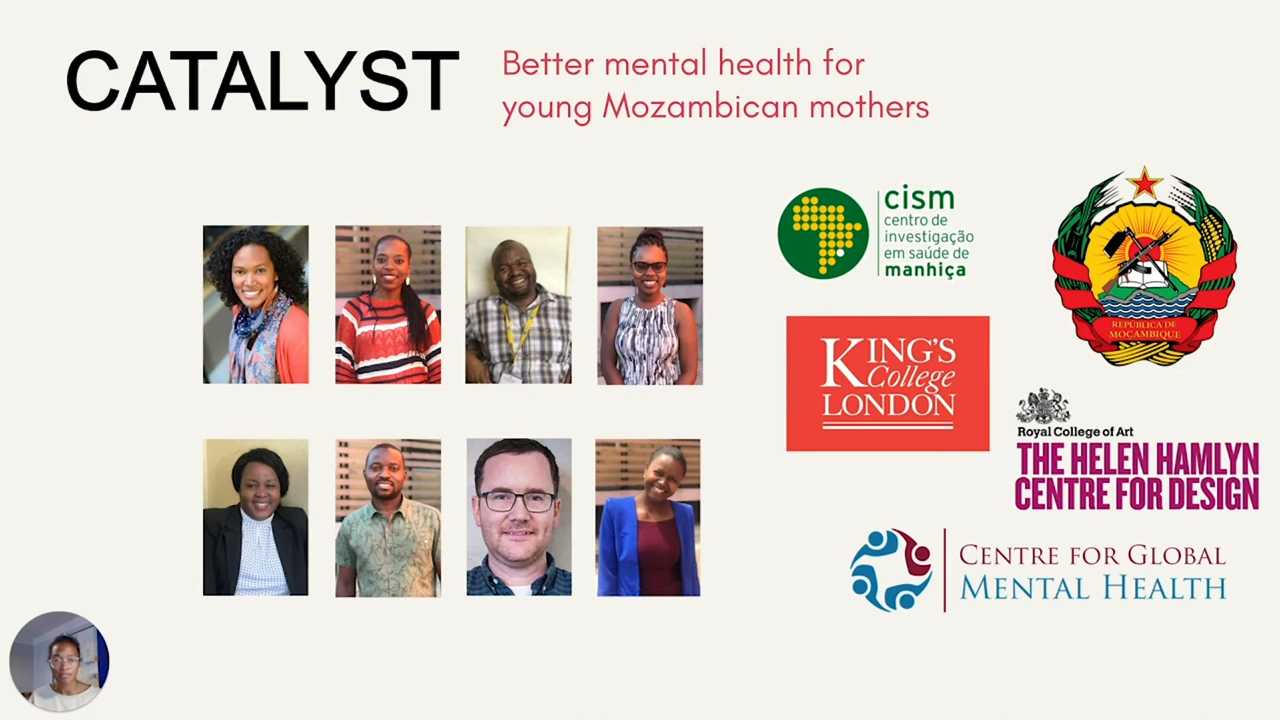 CATALYST
Better mental health for
young Mozambican mothers
cism
centro de
investigação
em saúde de
manhiça
REPÚBLICA DE
MOÇAMBIQUE
KING'S
College
LONDON
Royal College of Art
THE HELEN HAMLYN
CENTRE FOR DESIGN
CENTRE FOR GLOBAL
MENTAL HEALTH